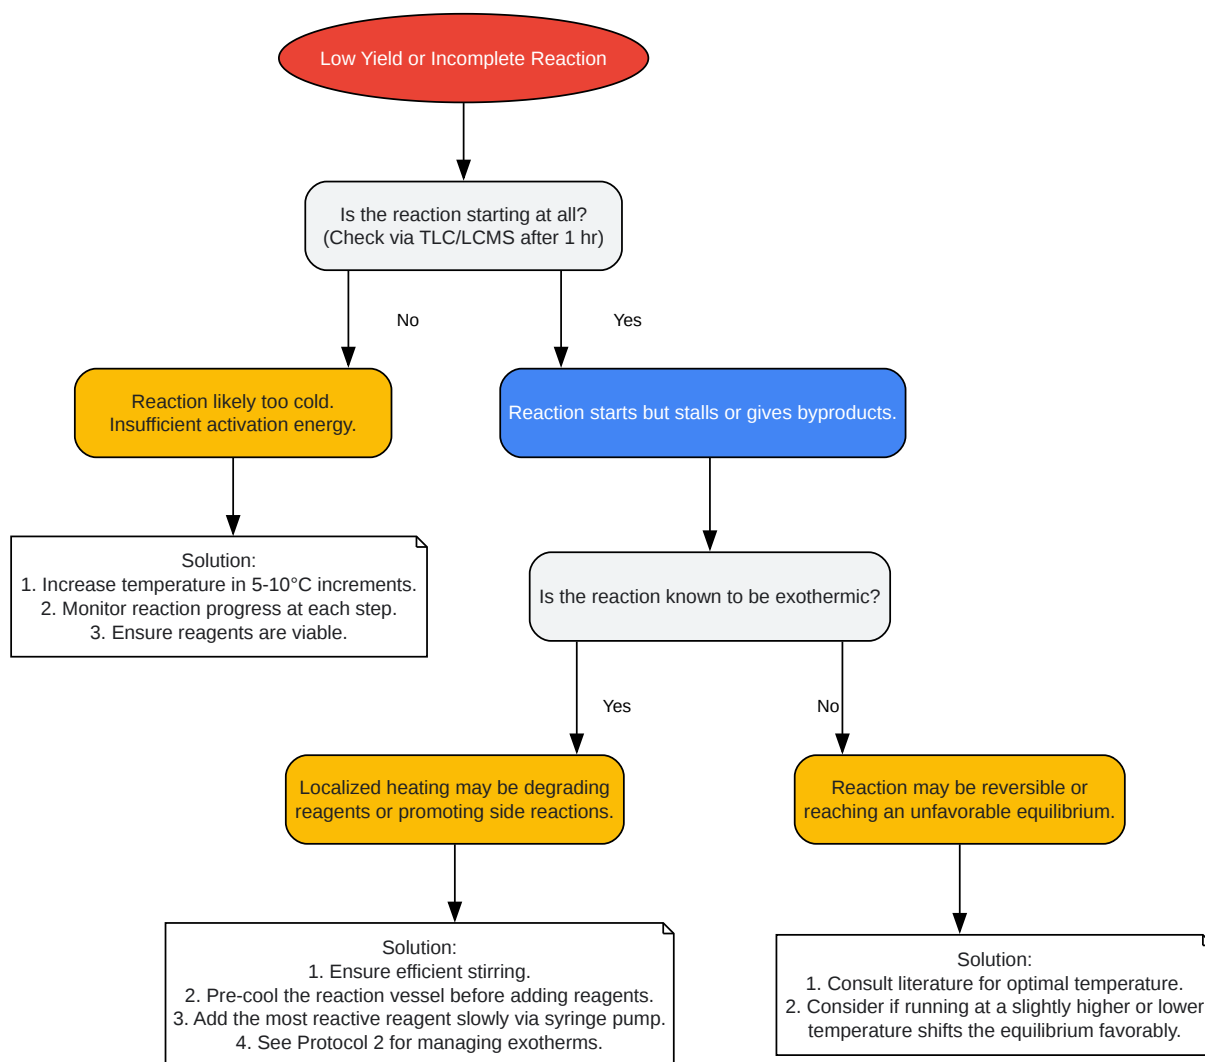 Low Yield or Incomplete Reaction
Is the reaction starting at all?
(Check via TLC/LCMS after 1 hr)
No
Yes
Reaction likely too cold.
Insufficient activation energy.
Reaction starts but stalls or gives byproducts.
Solution:
1. Increase temperature in 5-10°C increments.
2. Monitor reaction progress at each step.
3. Ensure reagents are viable.
Is the reaction known to be exothermic?
Yes
No
Localized heating may be degrading
reagents or promoting side reactions.
Reaction may be reversible or
reaching an unfavorable equilibrium.
Solution:
1. Ensure efficient stirring.
2. Pre-cool the reaction vessel before adding reagents.
3. Add the most reactive reagent slowly via syringe pump.
4. See Protocol 2 for managing exotherms.
Solution:
1. Consult literature for optimal temperature.
2. Consider if running at a slightly higher or lower
temperature shifts the equilibrium favorably.